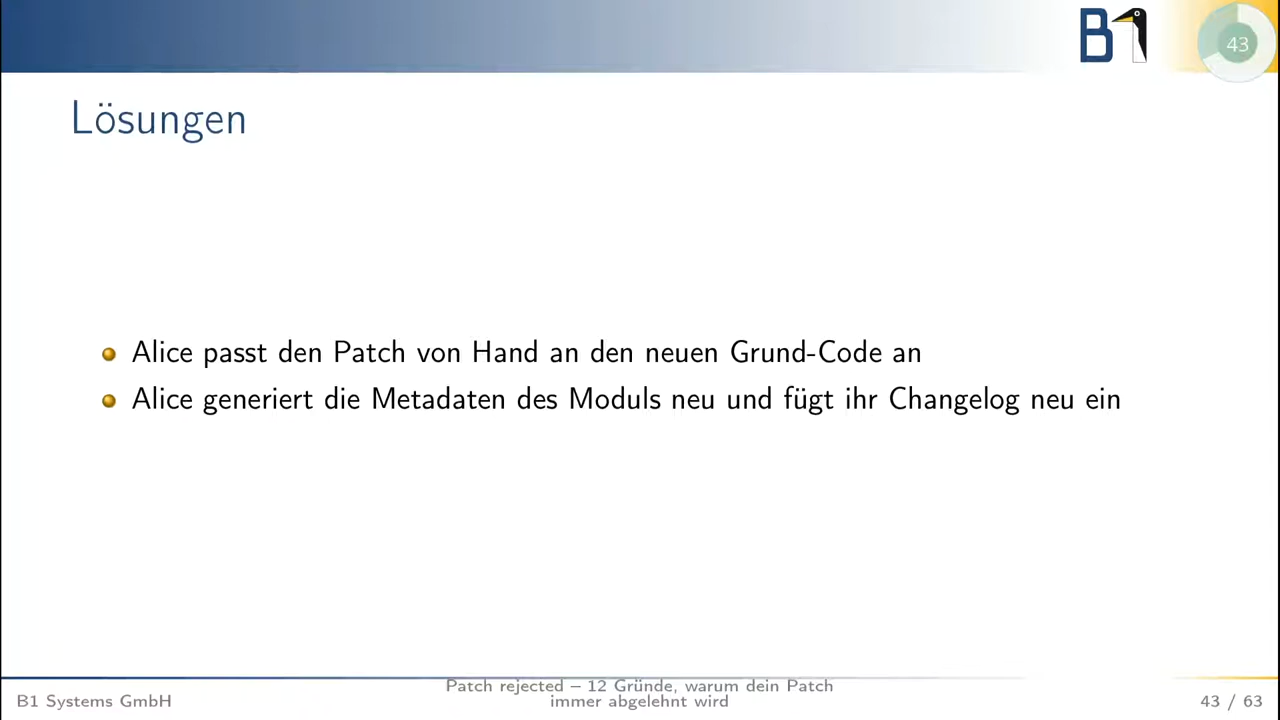 B1
43
Lösungen
Alice passt den Patch von Hand an den neuen Grund-Code an
Alice generiert die Metadaten des Moduls neu und fügt ihr Changelog neu ein
B1 Systems GmbH
Patch rejected – 12 Gründe, warum dein Patch
immer abgelehnt wird
43 / 63